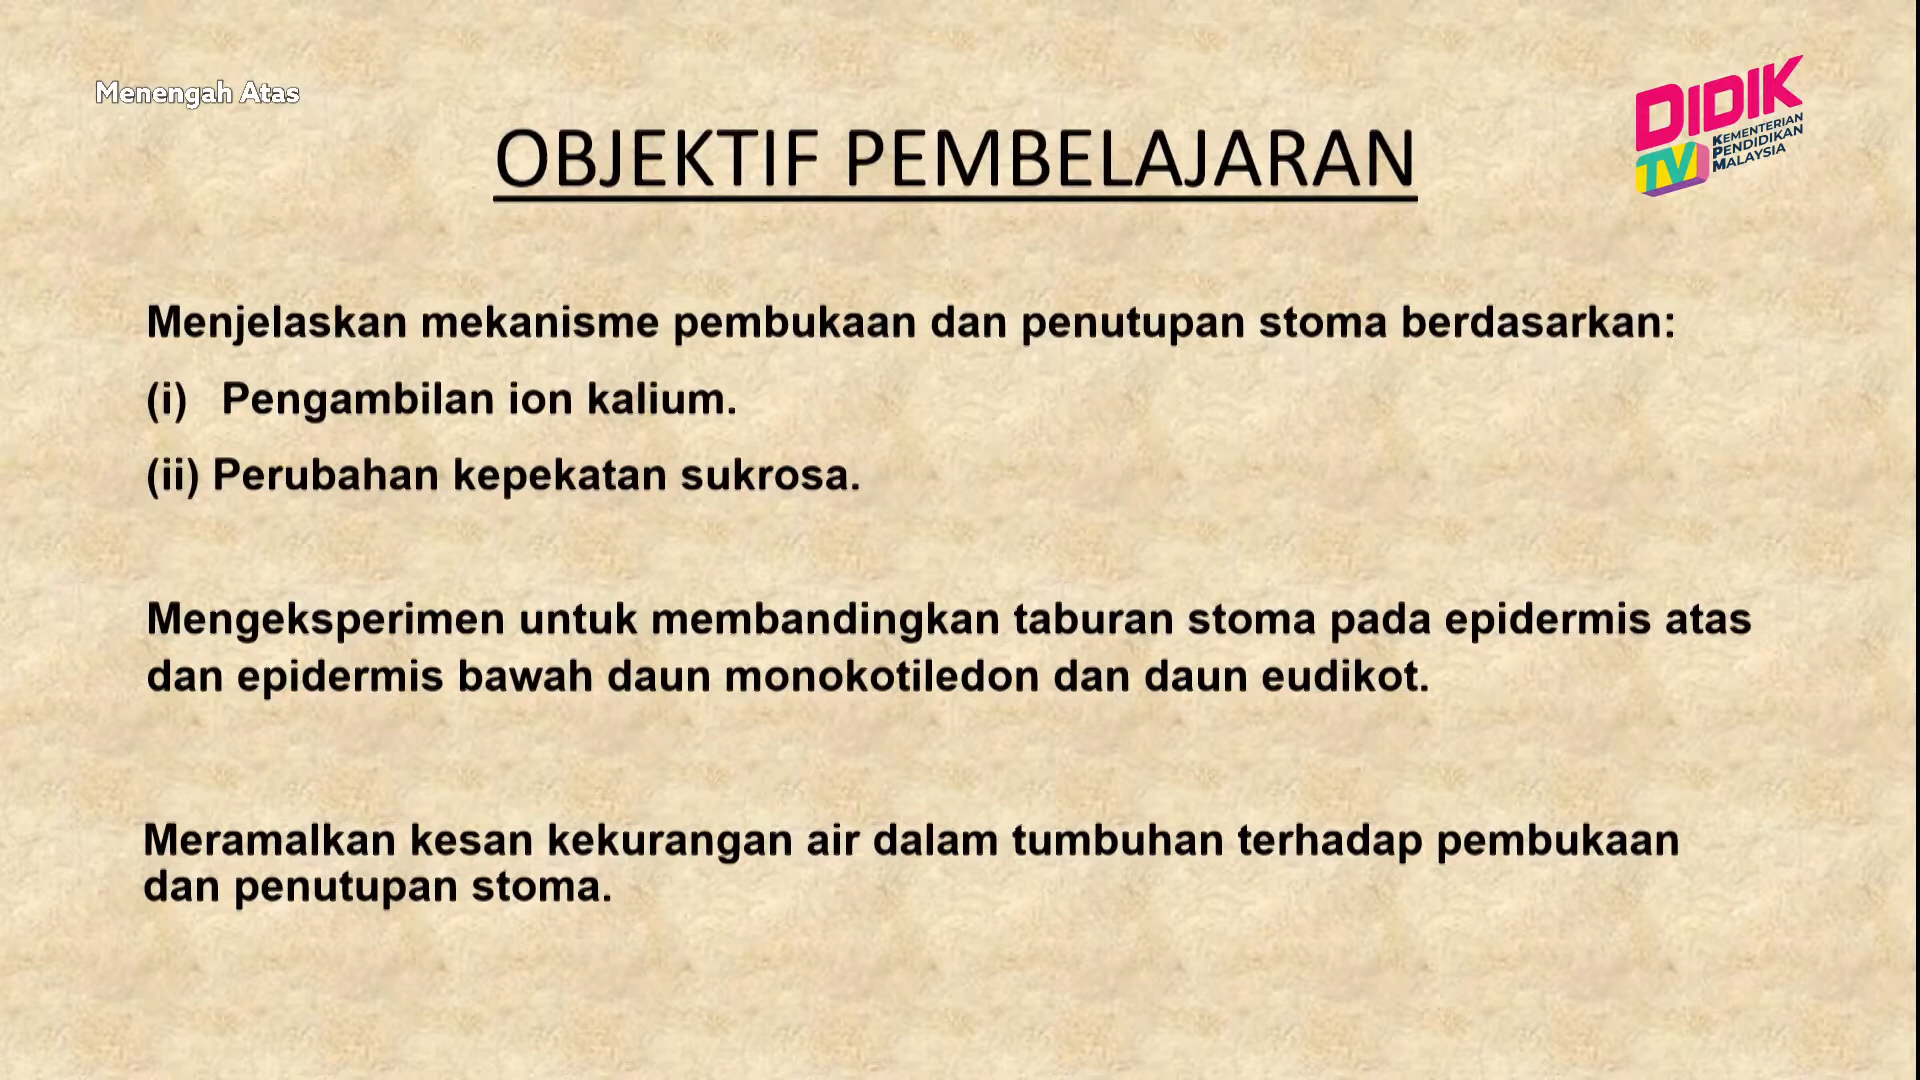 Menengah Atas
DIDIK
TV
KEMENTERIAN
PENDIDIKAN
MALAYSIA
OBJEKTIF PEMBELAJARAN
Menjelaskan mekanisme pembukaan dan penutupan stoma berdasarkan:
(i) Pengambilan ion kalium.
(ii) Perubahan kepekatan sukrosa.
Mengeksperimen untuk membandingkan taburan stoma pada epidermis atas
dan epidermis bawah daun monokotiledon dan daun eudikot.
Meramalkan kesan kekurangan air dalam tumbuhan terhadap pembukaan
dan penutupan stoma.